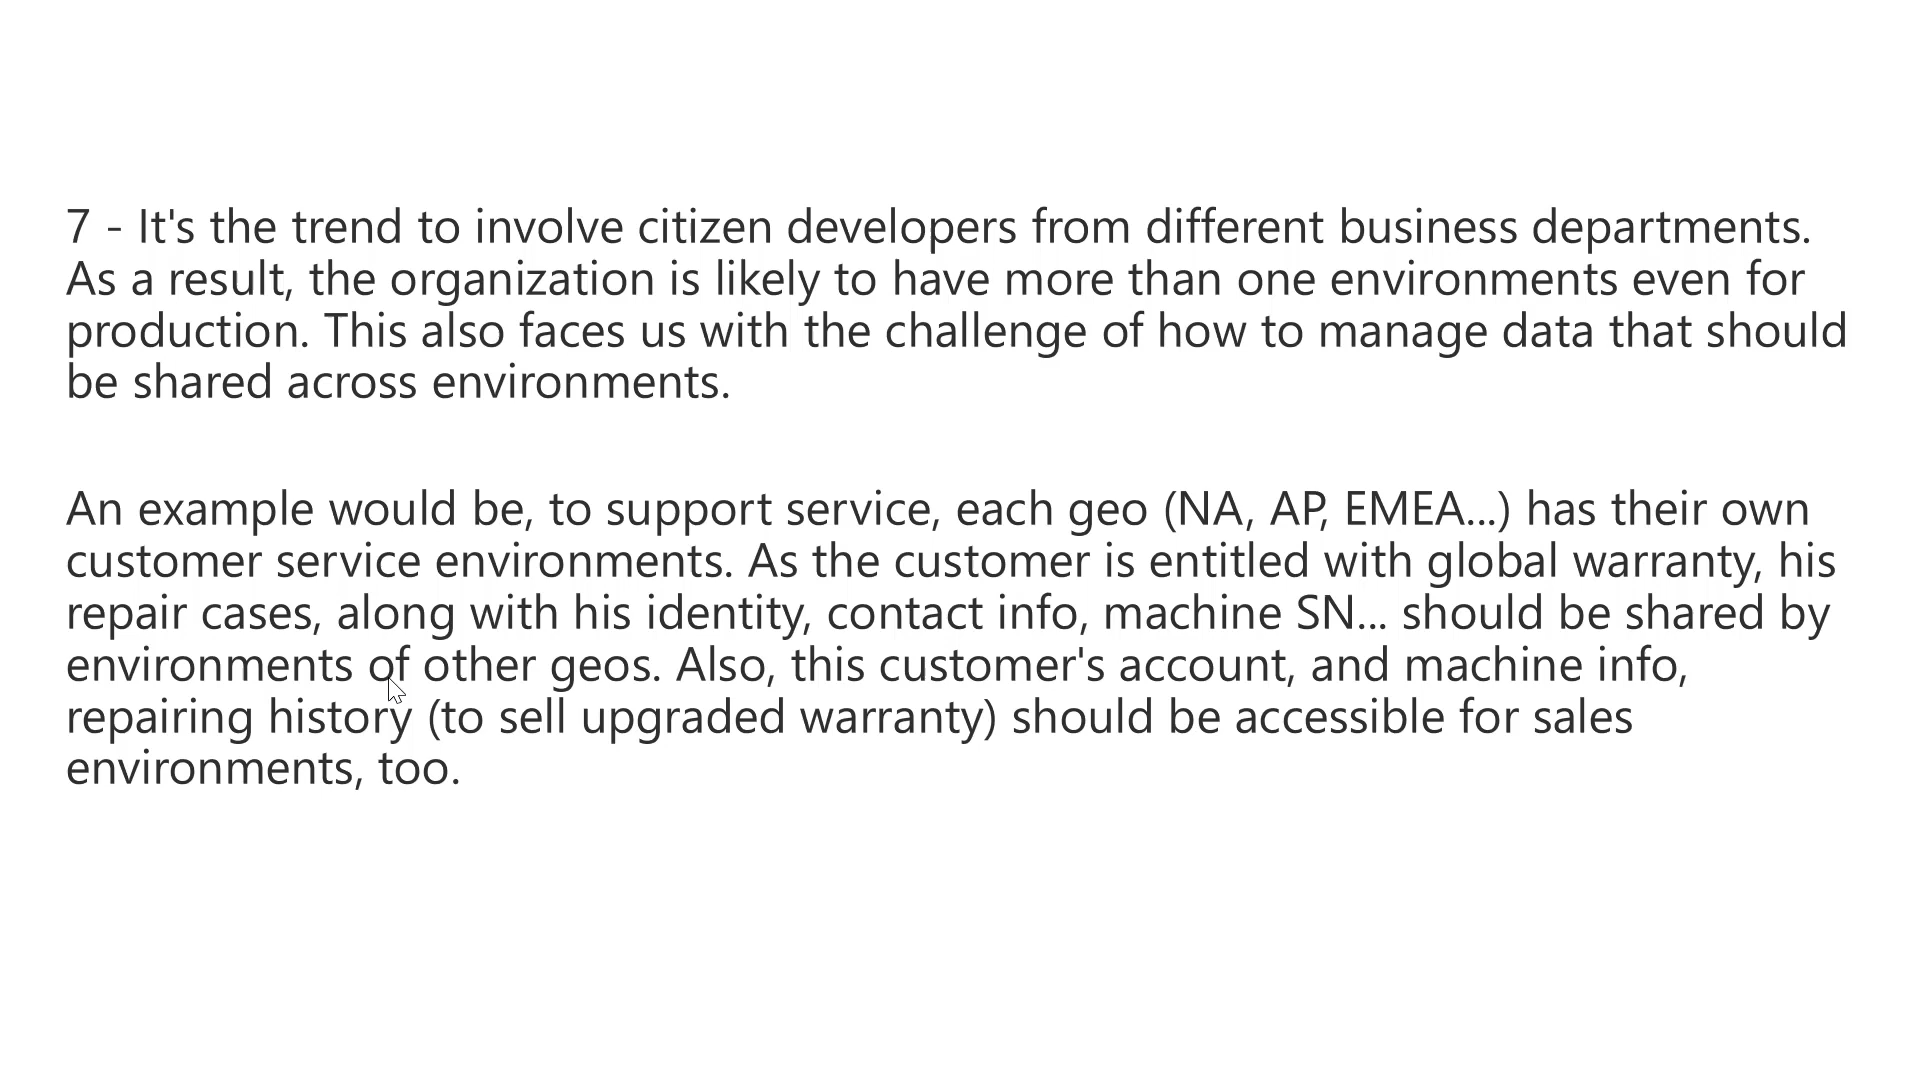 7 - It's the trend to involve citizen developers from different business departments.
As a result, the organization is likely to have more than one environments even for
production. This also faces us with the challenge of how to manage data that should
be shared across environments.
An example would be, to support service, each geo (NA, AP, EMEA...) has their own
customer service environments. As the customer is entitled with global warranty, his
repair cases, along with his identity, contact info, machine SN... should be shared by
environments of other geos. Also, this customer's account, and machine info,
repairing history (to sell upgraded warranty) should be accessible for sales
environments, too.